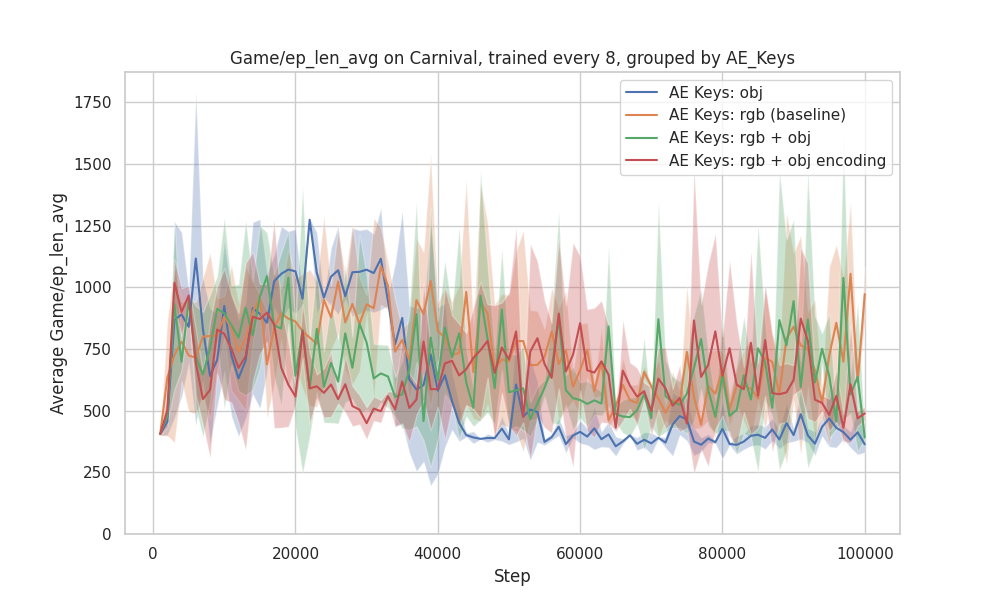 Game/ep_len_avg on Carnival, trained every 8, grouped by AE_Keys
AE Keys: obj
AE Keys: rgb (baseline)
AE Keys: rgb + obj
AE Keys: rgb + obj encoding
Average Game/ep_len_avg
1750
1500
1250
1000
750
500
250
0
0 20000 40000 60000 80000 100000
Step